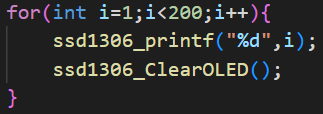 for(int i=1;i<200;i++){
    ssd1306_printf("%d",i);
    ssd1306_ClearOLED();
}